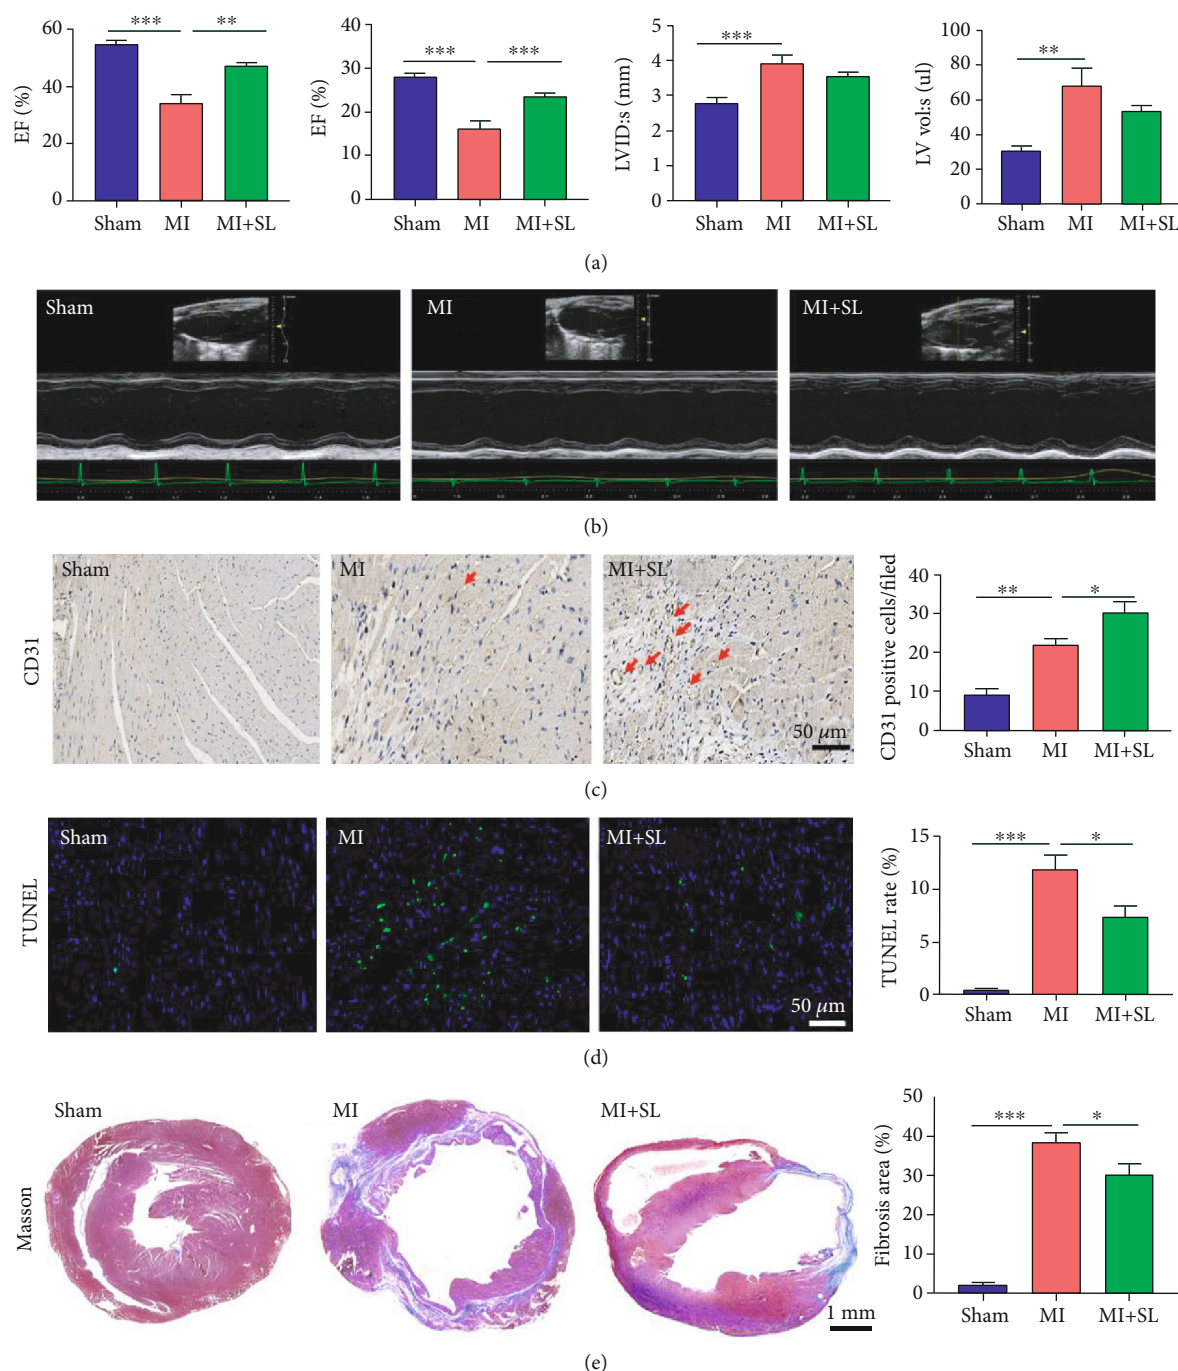 *** ** *** *** *** **
EF (%)
60
40
20
0
Sham MI MI+SL
EF (%)
40
30
20
10
0
Sham MI MI+SL
LVID:s (mm)
5
4
3
2
1
0
Sham MI MI+SL
LV vol:s (ul)
100
80
60
40
20
0
Sham MI MI+SL
(a)
Sham MI MI+SL
(b)
CD31
Sham MI MI+SL
50 μm
CD31 positive cells/filed
40
30
20
10
0
** *
Sham MI MI+SL
(c)
TUNEL
Sham MI MI+SL
50 μm
TUNEL rate (%)
15
10
5
0
*** *
Sham MI MI+SL
(d)
Masson
Sham MI MI+SL
1 mm
Fibrosis area (%)
50
40
30
20
10
0
*** *
Sham MI MI+SL
(e)